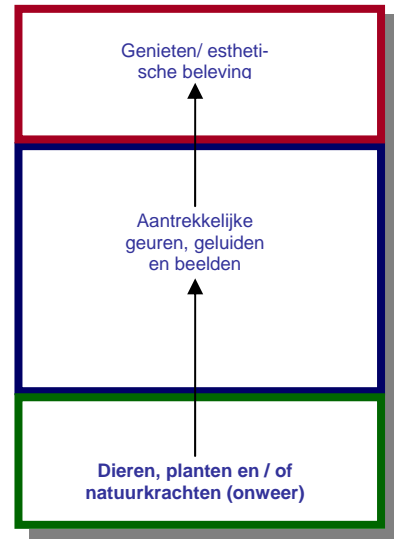 Genieten/ estheti-
sche beleving
Aantrekkelijke
geuren, geluiden
en beelden
Dieren, planten en / of
natuurkrachten (onweer)